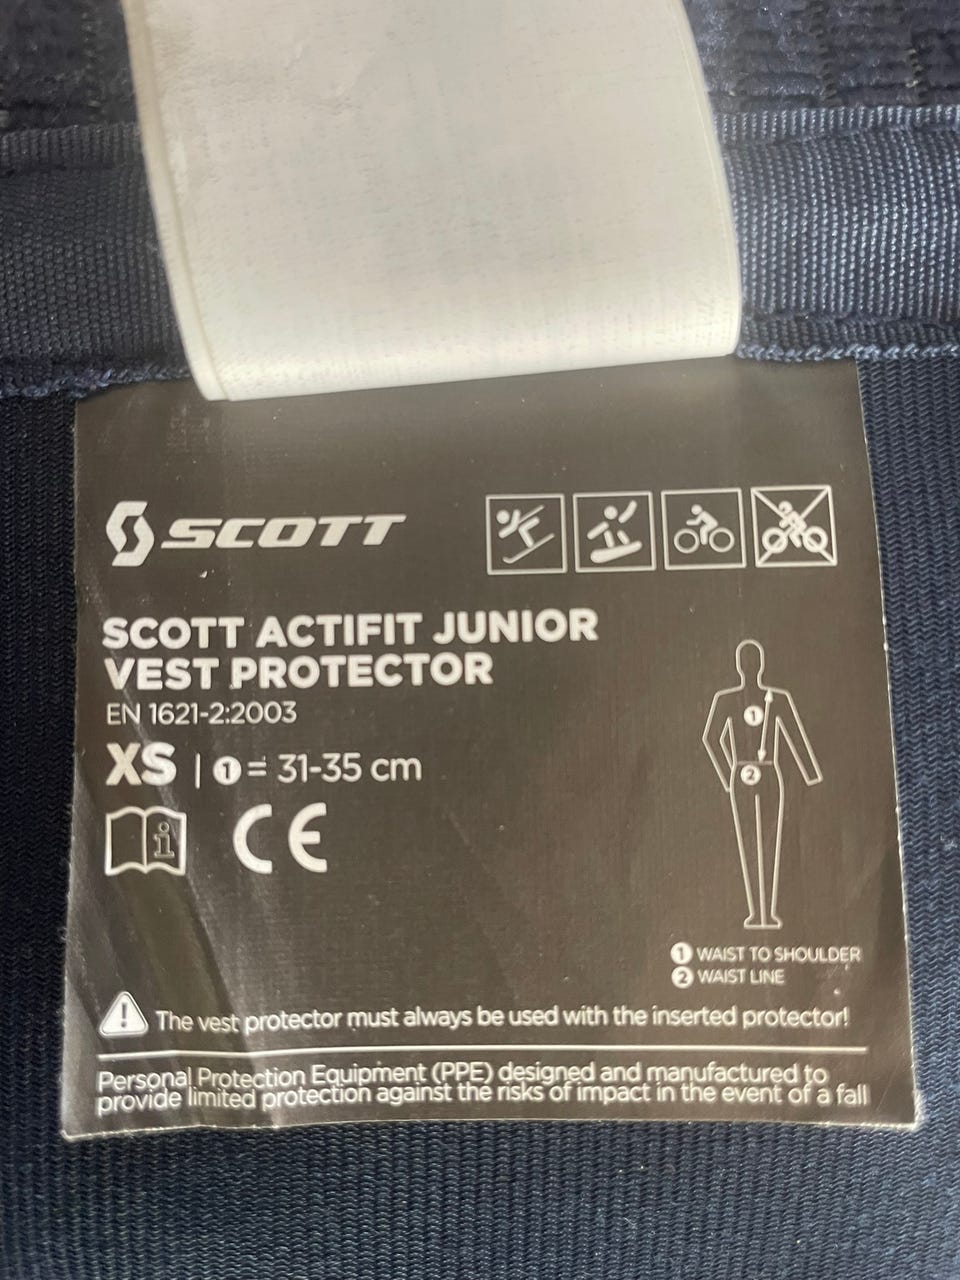 SCOTT
SCOTT ACTIFIT JUNIOR
VEST PROTECTOR
EN 1621-2:2003
XS | 1 = 31-35 cm
i CE
1
2
1 WAIST TO SHOULDER
2 WAIST LINE
! The vest protector must always be used with the inserted protector!
Personal Protection Equipment (PPE) designed and manufactured to
provide limited protection against the risks of impact in the event of a fall